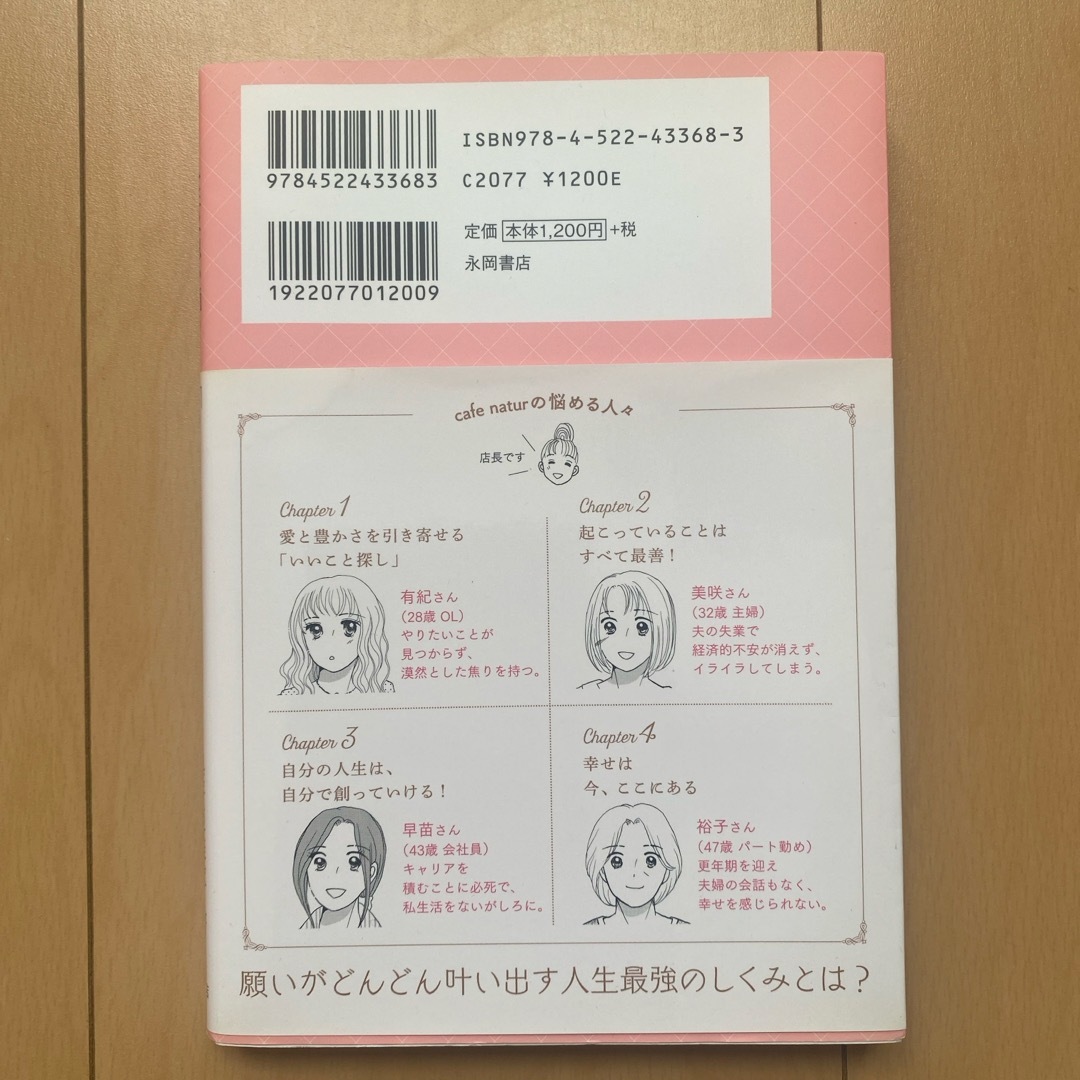 ISBN978-4-522-43368-3
9784522433683
C2077 ¥1200E
定価 本体1,200円 +税
永岡書店
1922077012009
cafe naturの悩める人々
店長です
Chapter 1
愛と豊かさを引き寄せる
「いいこと探し」
有紀さん
(28歳 OL)
やりたいことが
見つからず、
漠然とした焦りを持つ。
Chapter 2
起こっていることは
すべて最善!
美咲さん
(32歳 主婦)
夫の失業で
経済的不安が消えず、
イライラしてしまう。
Chapter 3
自分の人生は、
自分で創っていける!
早苗さん
(43歳 会社員)
キャリアを
積むことに必死で、
私生活をないがしろに。
Chapter 4
幸せは
今、ここにある
裕子さん
(47歳 パート勤め)
更年期を迎え
夫婦の会話もなく、
幸せを感じられない。
願いがどんどん叶い出す人生最強のしくみとは?